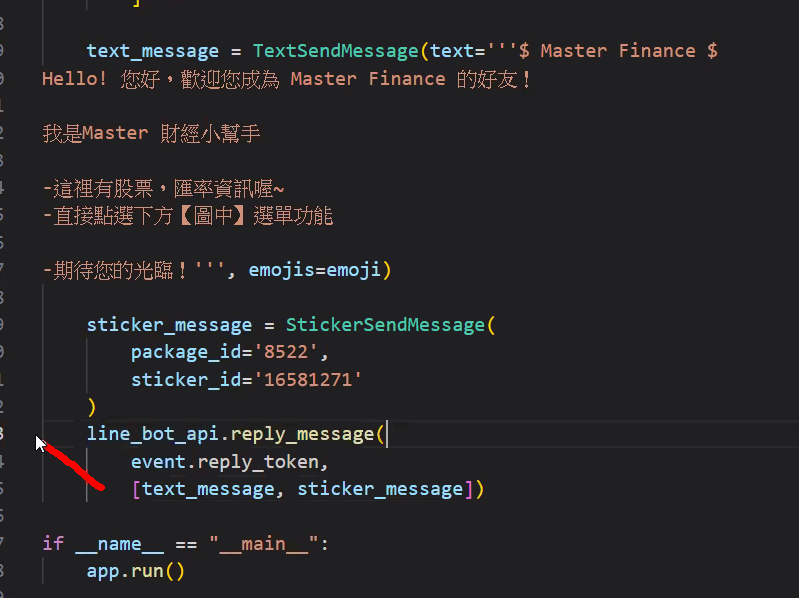 ]
text_message = TextSendMessage(text='''$ Master Finance $
Hello! 您好，歡迎您成為 Master Finance 的好友!
我是Master 財經小幫手
-這裡有股票，匯率資訊喔~
-直接點選下方【圖中】選單功能
-期待您的光臨!''', emojis=emoji)
sticker_message = StickerSendMessage(
package_id='8522',
sticker_id='16581271'
)
line_bot_api.reply_message(
event.reply_token,
[text_message, sticker_message])
if __name__ == "__main__":
app.run()